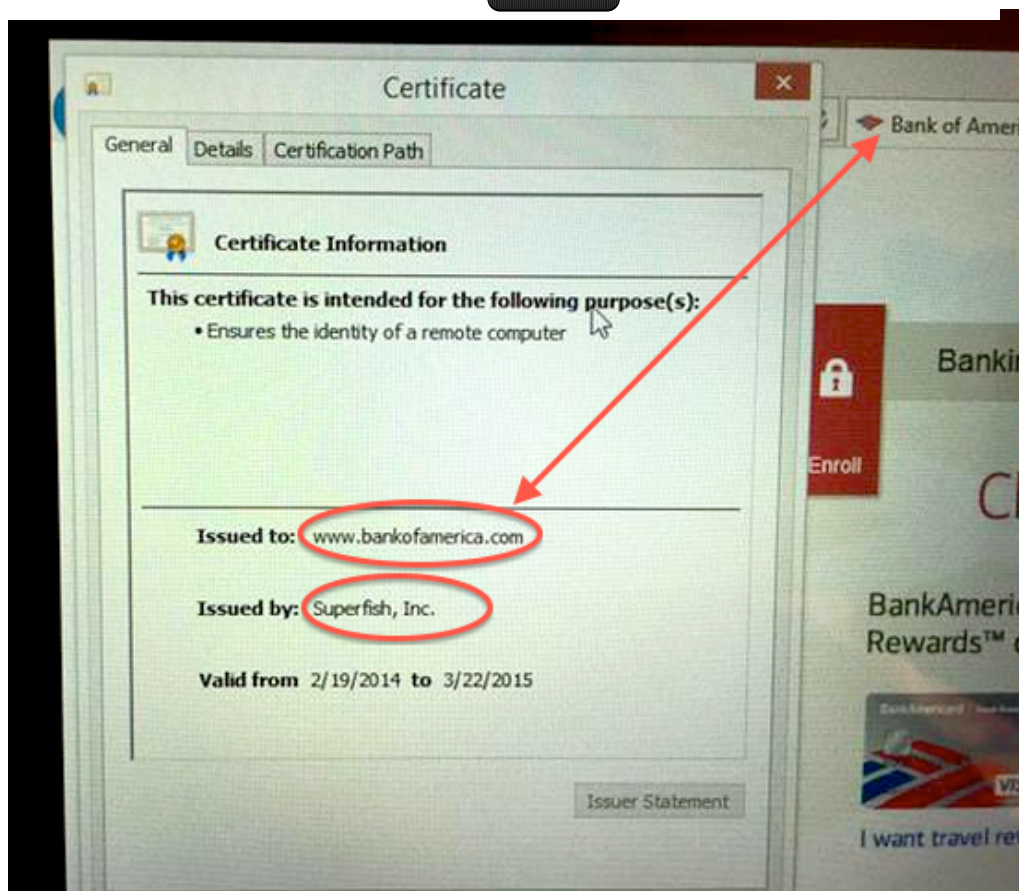 Certificate
General Details Certification Path
Certificate Information
This certificate is intended for the following purpose(s):
• Ensures the identity of a remote computer
Issued to: www.bankofamerica.com
Issued by: Superfish, Inc.
Valid from 2/19/2014 to 3/22/2015
Issuer Statement
Bank of Amer
Bankin
Enroll
BankAmeri
Rewards™
I want travel re